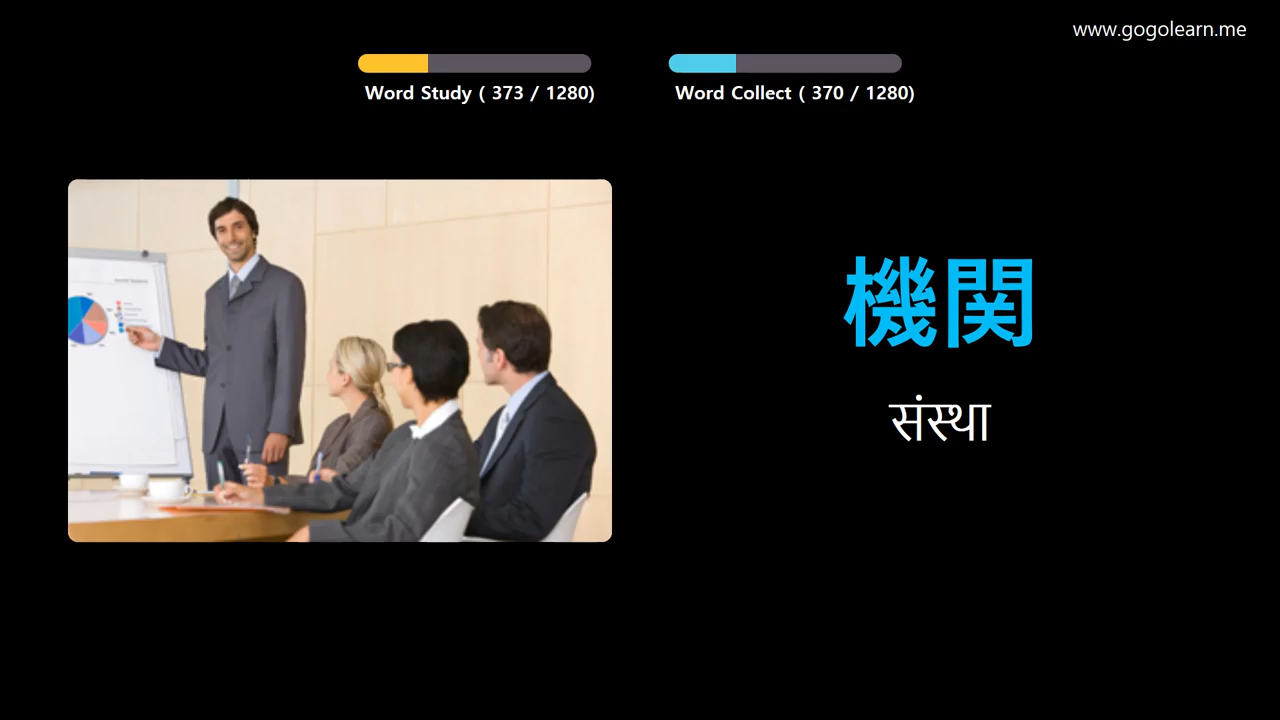 www.gogolearn.me
Word Study ( 373 / 1280)
Word Collect ( 370 / 1280)
機関
संस्था